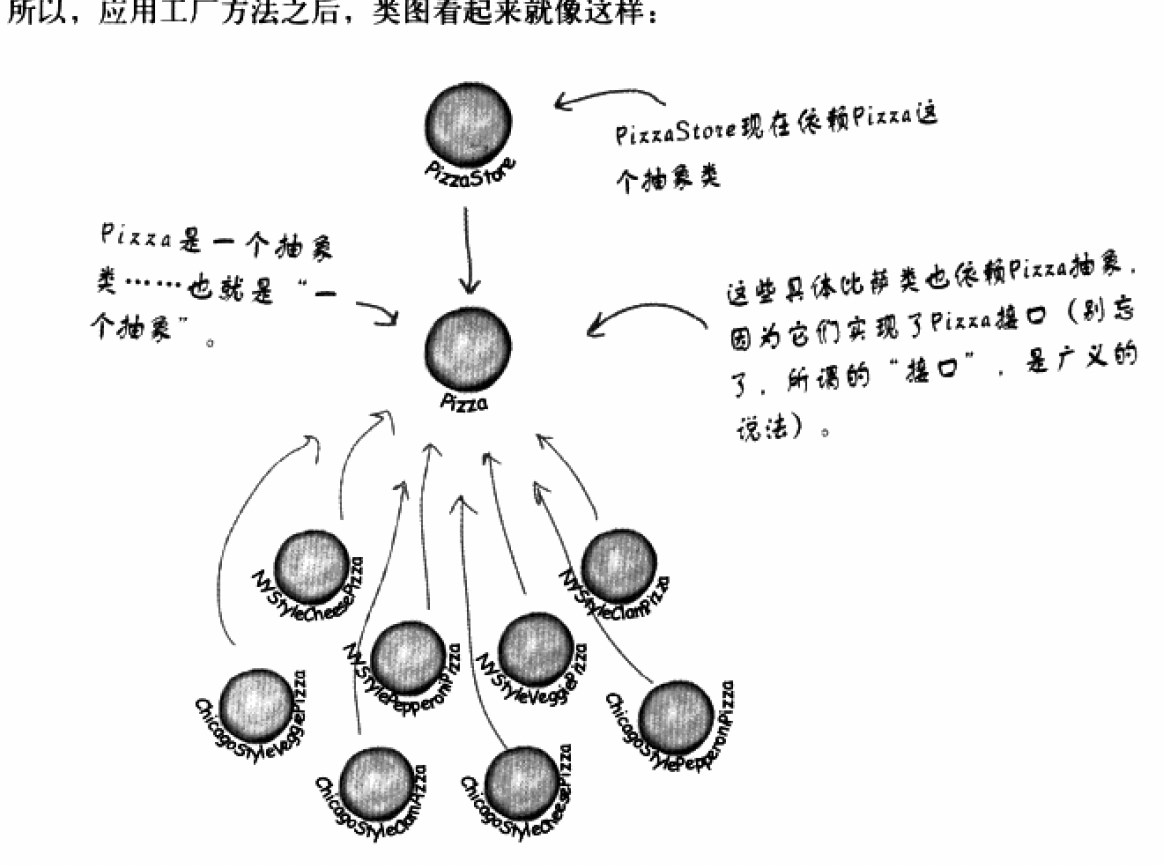 所以，应用工厂方法之后，类图看起来就像这样：
PizzaStore
PizzaStore现在依赖Pizza这
个抽象类
Pizza是一个抽象
类……也就是“一
个抽象”。
这些具体比萨类也依赖Pizza抽象，
因为它们实现了Pizza接口（别忘
了，所谓的“接口”，是广义的
说法）。
Pizza
NYStyleCheesePizza
NYStyleClamPizza
NYStylePepperoniPizza
NYStyleVeggiePizza
ChicagoStyleVeggiePizza
ChicagoStylePepperoniPizza
ChicagoStyleClamPizza
ChicagoStyleCheesePizza